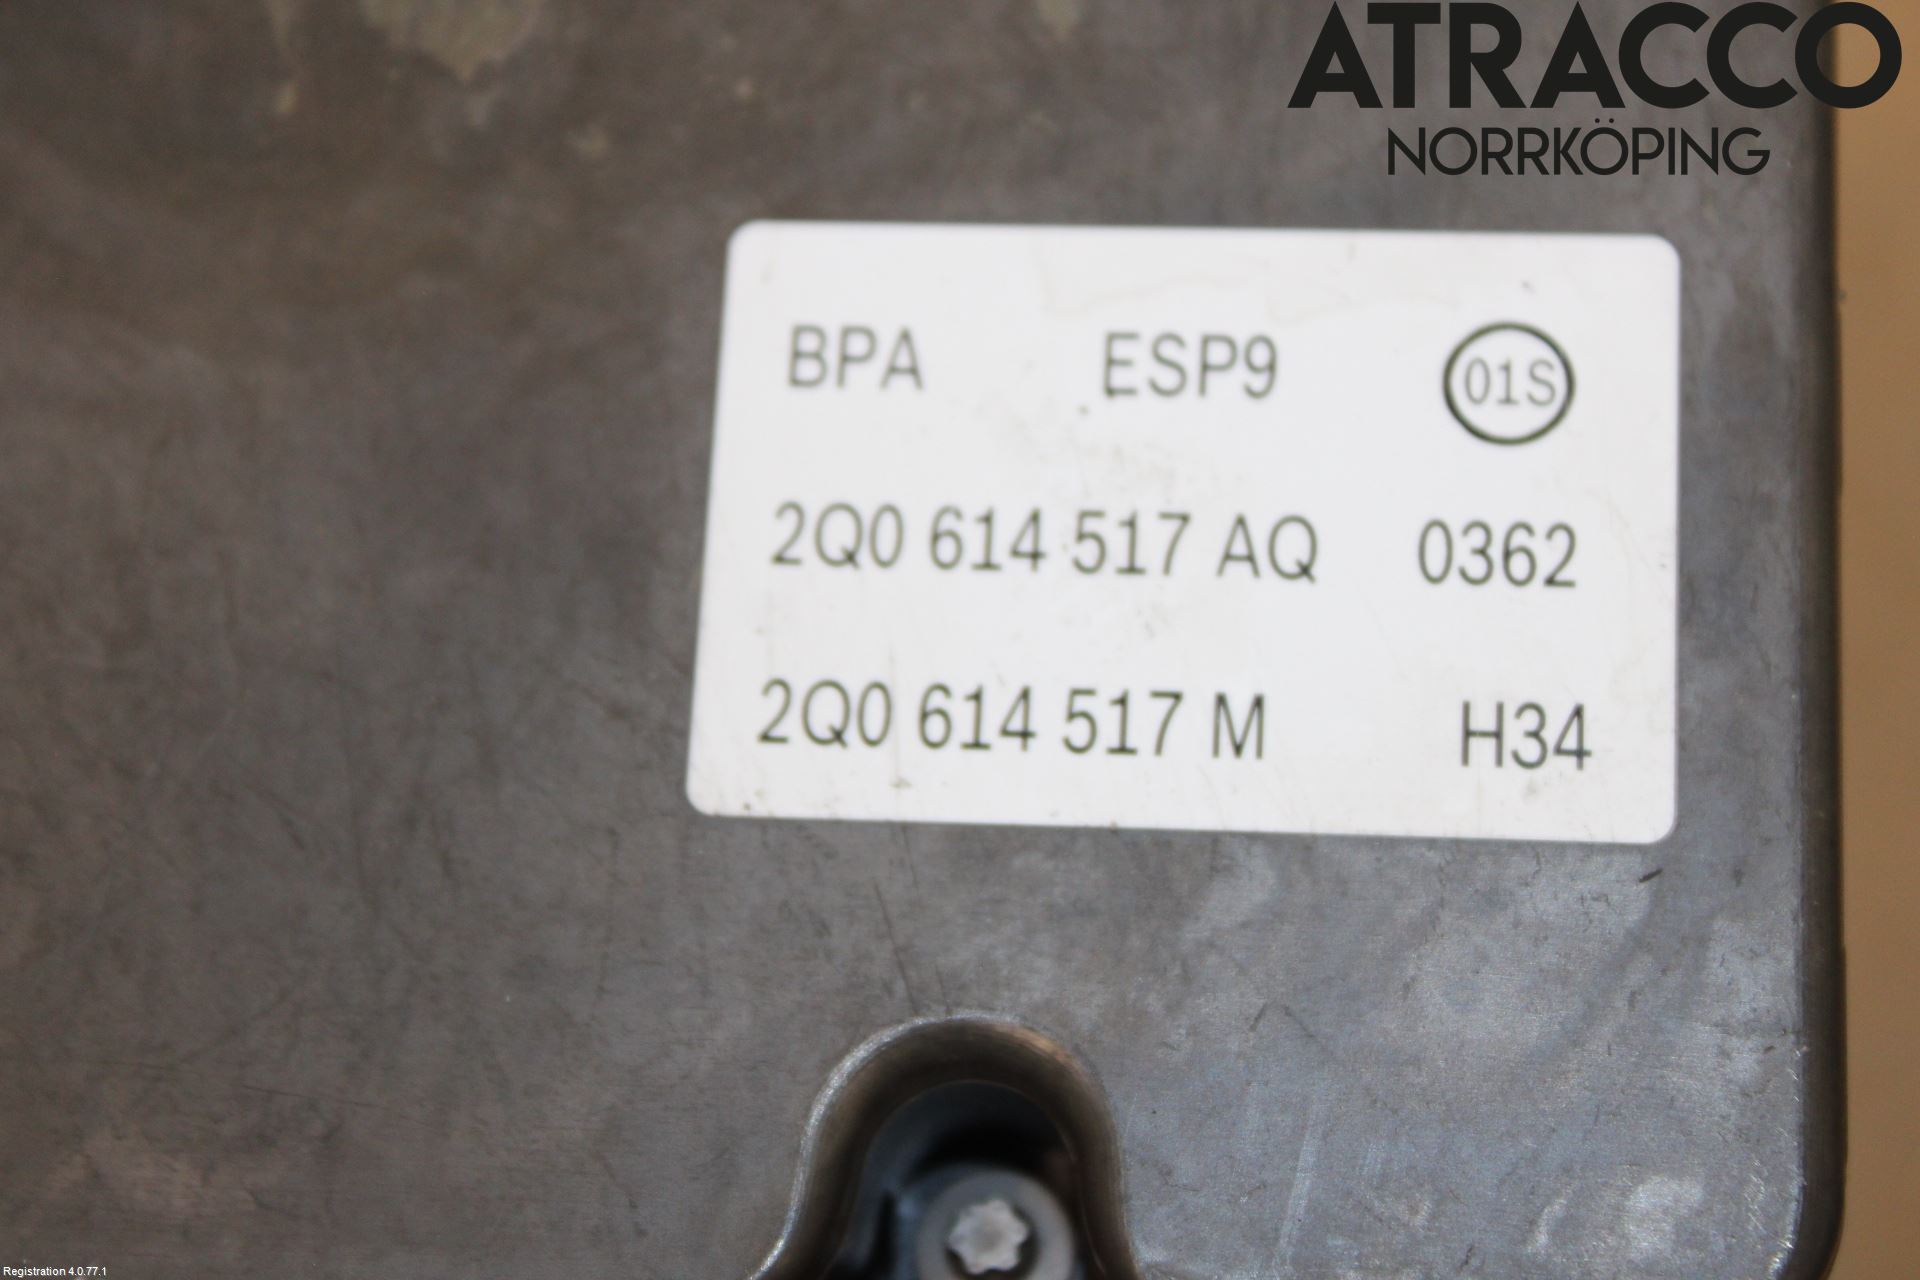 ATRACCO
NORRKÖPING
BPA ESP9 01S
2Q0 614 517 AQ 0362
2Q0 614 517 M H34
Registration 4.0.77.1